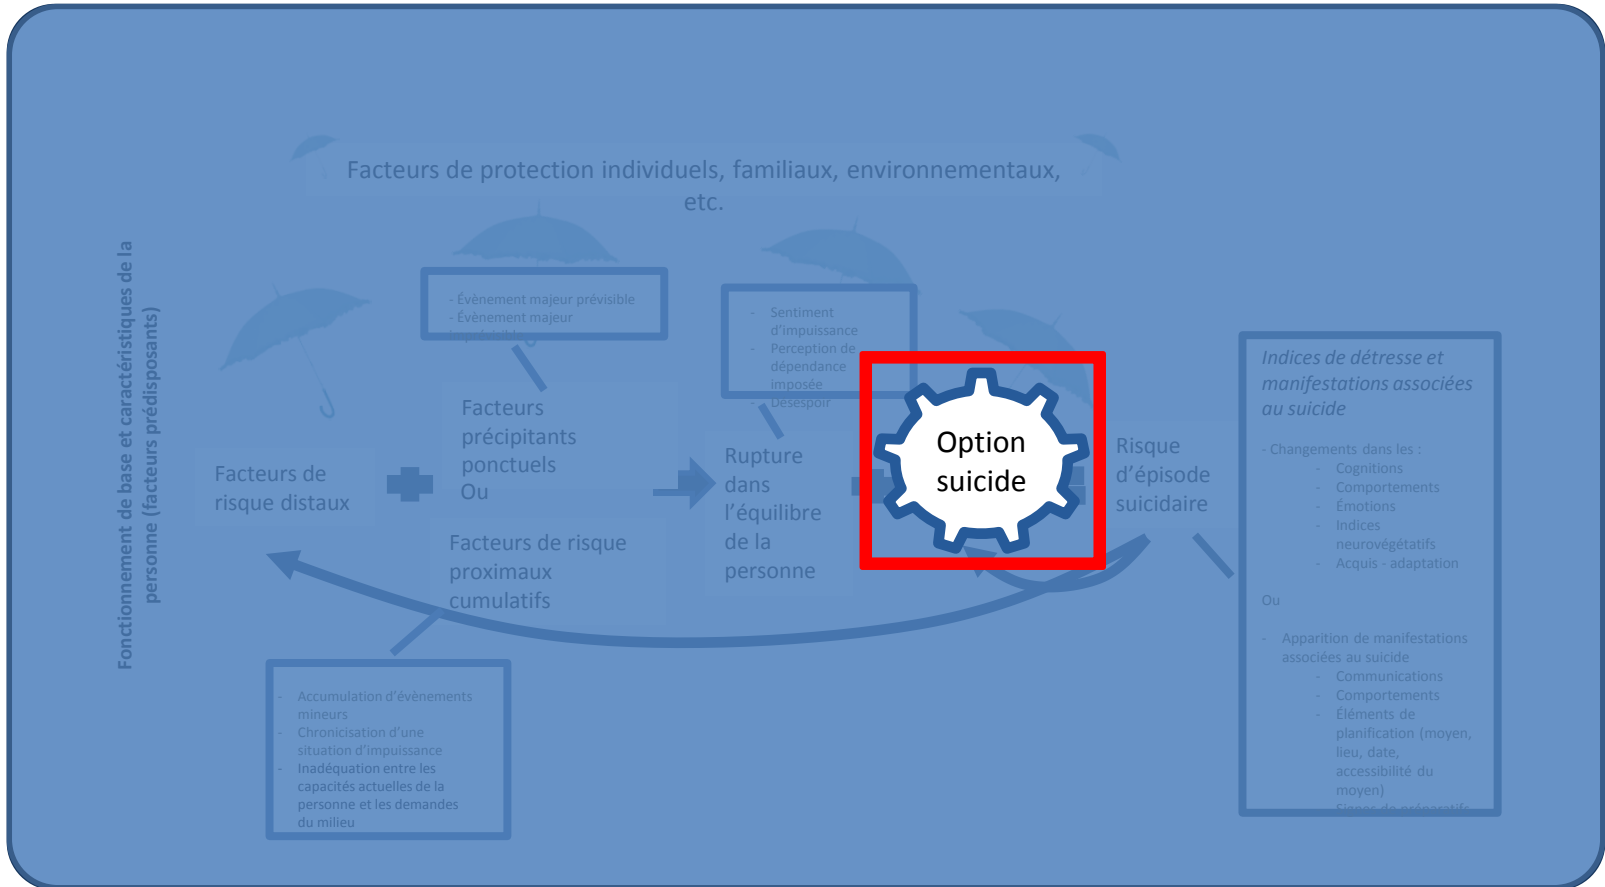 Facteurs de protection individuels, familiaux, environnementaux,
etc.
Fonctionnement de base et caractéristiques de la
personne (facteurs prédisposants)
- Évènement majeur prévisible
- Évènement majeur
- Sentiment
d’impuissance
- Perception de
dépendance
imposée
- Désespoir
Facteurs de
risque distaux
Facteurs
précipitants
ponctuels
Ou
Facteurs de risque
proximaux
cumulatifs
Rupture
dans
l’équilibre
de la
personne
Option
suicide
Risque
d’épisode
suicidaire
Indices de détresse et
manifestations associées
au suicide
- Changements dans les :
- Cognitions
- Comportements
- Émotions
- Indices
neurovégétatifs
- Acquis - adaptation
Ou
- Apparition de manifestations
associées au suicide
- Communications
- Comportements
- Éléments de
planification (moyen,
lieu, date,
accessibilité du
moyen)
- Signes de préparatifs
- Accumulation d’évènements
mineurs
- Chronicisation d’une
situation d’impuissance
- Inadéquation entre les
capacités actuelles de la
personne et les demandes
du milieu